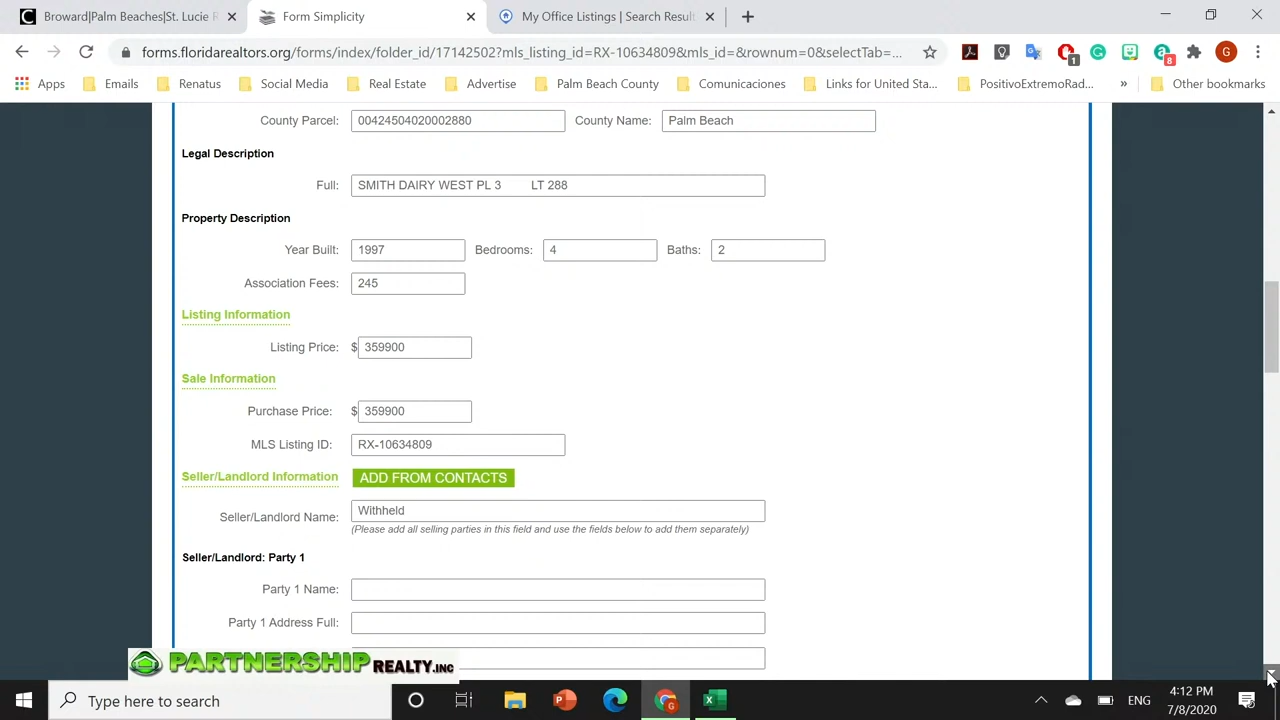 Broward|Palm Beaches|St. Lucie R
Form Simplicity
My Office Listings | Search Result
forms.floridarealtors.org/forms/index/folder_id/17142502?mls_listing_id=RX-10634809&mls_id=&rownum=0&selectTab=...
1
8
G
Apps
Emails
Renatus
Social Media
Real Estate
Advertise
Palm Beach County
Comunicaciones
Links for United Sta...
PositivoExtremoRad...
»
Other bookmarks
County Parcel: 00424504020002880 County Name: Palm Beach
Legal Description
Full: SMITH DAIRY WEST PL 3 LT 288
Property Description
Year Built: 1997 Bedrooms: 4 Baths: 2
Association Fees: 245
Listing Information
Listing Price: $ 359900
Sale Information
Purchase Price: $ 359900
MLS Listing ID: RX-10634809
Seller/Landlord Information ADD FROM CONTACTS
Seller/Landlord Name: Withheld
(Please add all selling parties in this field and use the fields below to add them separately)
Seller/Landlord: Party 1
Party 1 Name:
Party 1 Address Full:
PARTNERSHIP REALTY.INC
Type here to search
ENG
4:12 PM
7/8/2020